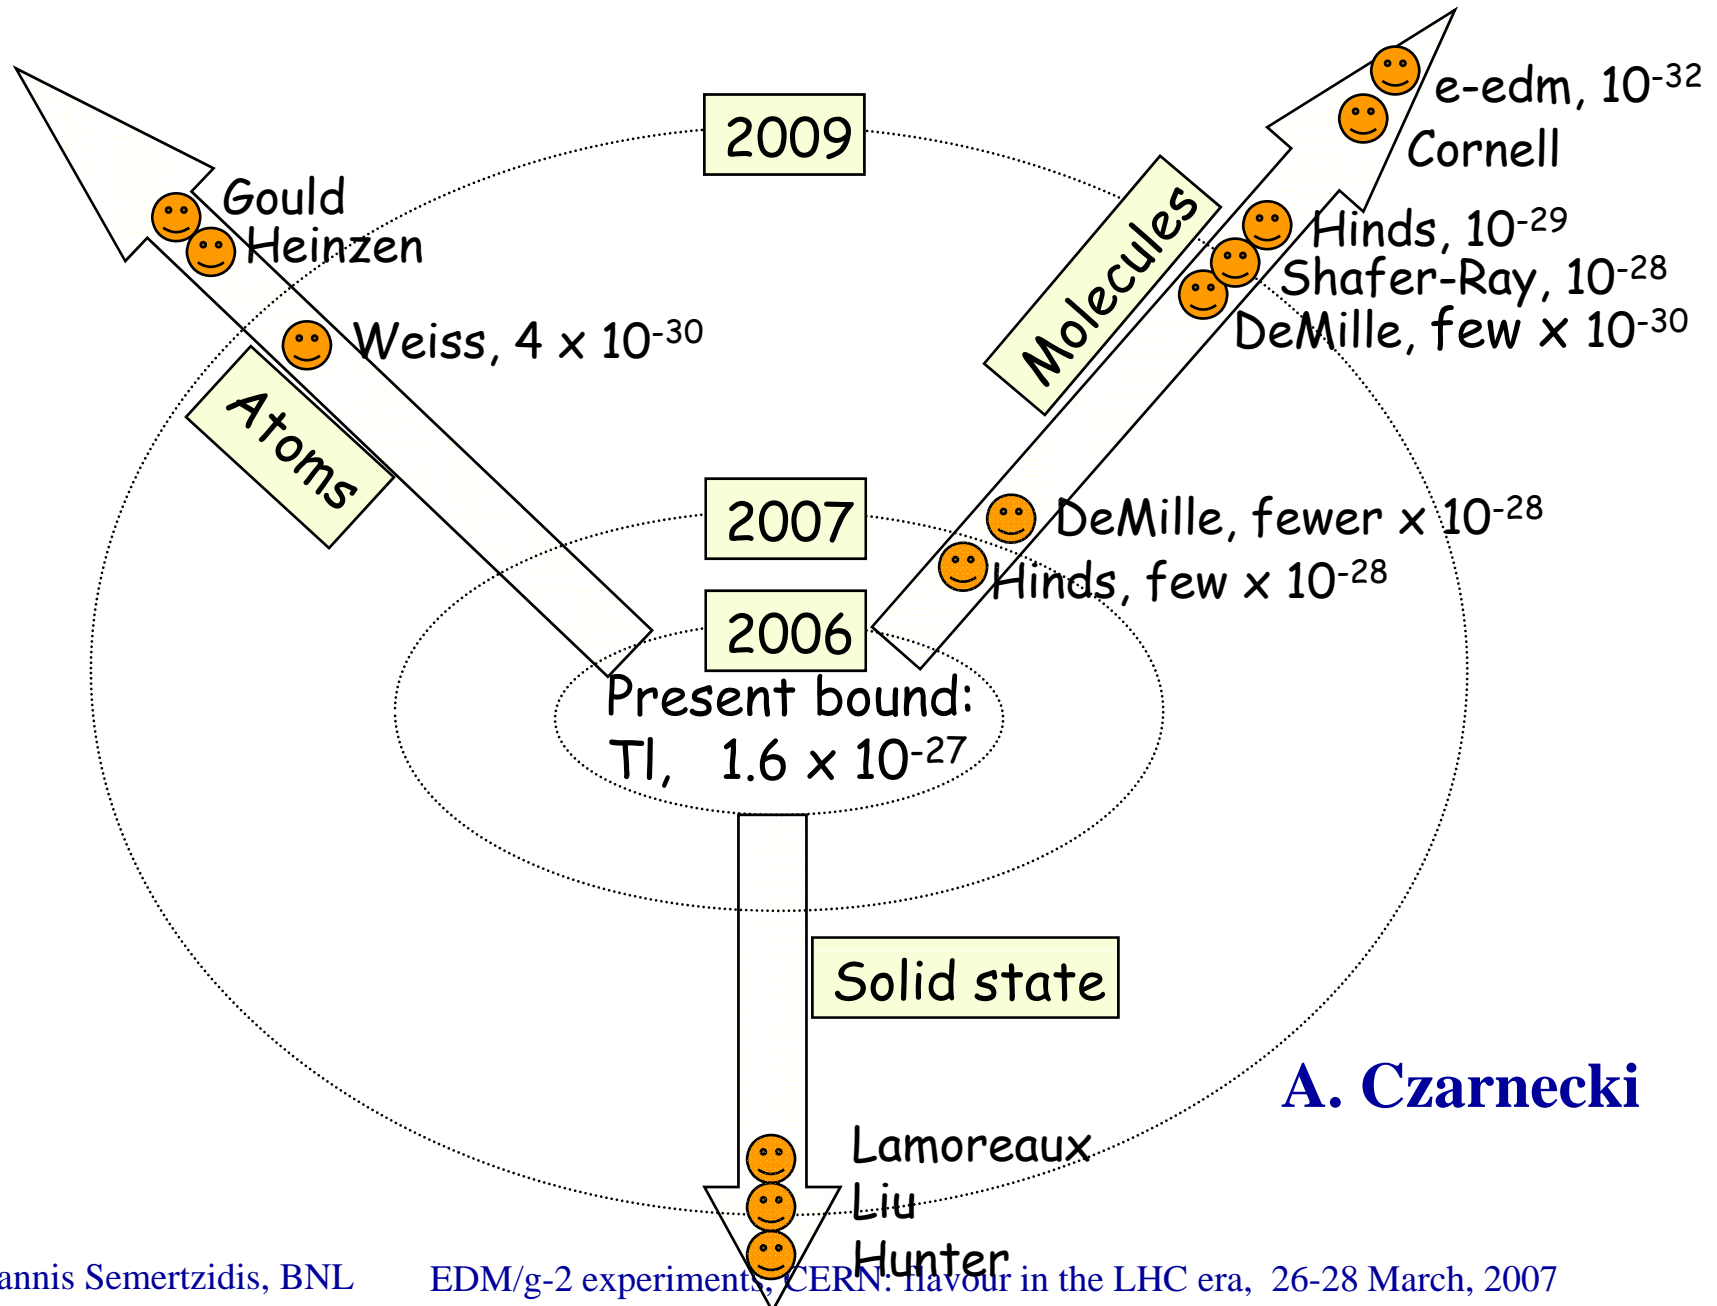 2009
e-edm, 10⁻³²
Cornell
Gould
Heinzen
Molecules
Hinds, 10⁻²⁹
Shafer-Ray, 10⁻²⁸
DeMille, few x 10⁻³⁰
Weiss, 4 x 10⁻³⁰
Atoms
2007
DeMille, fewer x 10⁻²⁸
Hinds, few x 10⁻²⁸
2006
Present bound:
Tl, 1.6 x 10⁻²⁷
Solid state
A. Czarnecki
Lamoreaux
Liu
Hunter
annis Semertzidis, BNL
EDM/g-2 experiments, CERN: flavour in the LHC era, 26-28 March, 2007